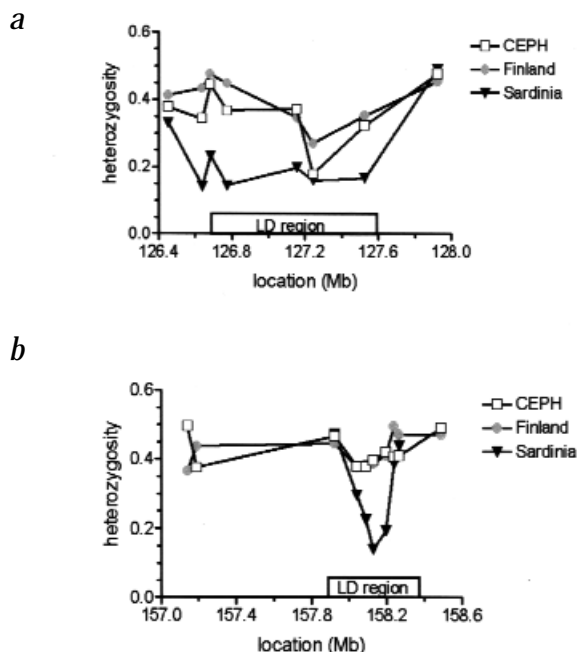 a
0.6
0.4
0.2
0.0
heterozygosity
CEPH
Finland
Sardinia
LD region
126.4 126.8 127.2 127.6 128.0
location (Mb)
b
0.6
0.4
0.2
0.0
heterozygosity
CEPH
Finland
Sardinia
LD region
157.0 157.4 157.8 158.2 158.6
location (Mb)